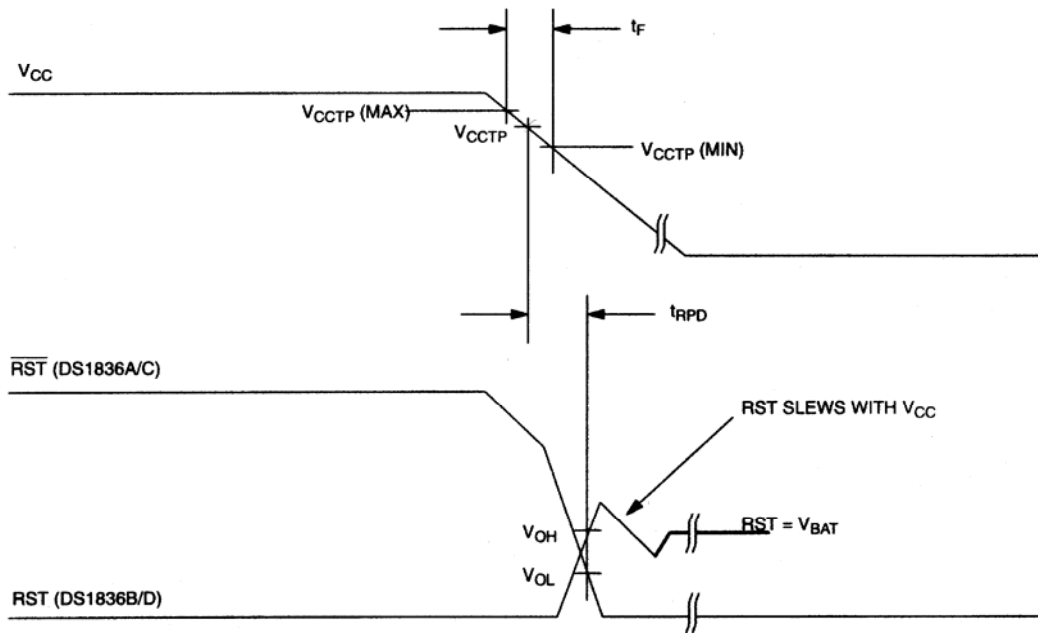 t_F
V_CC
V_CCTP (MAX)
V_CCTP
V_CCTP (MIN)
t_RPD
R̅S̅T̅ (DS1836A/C)
RST SLEWS WITH V_CC
V_OH
RST = V_BAT
V_OL
RST (DS1836B/D)